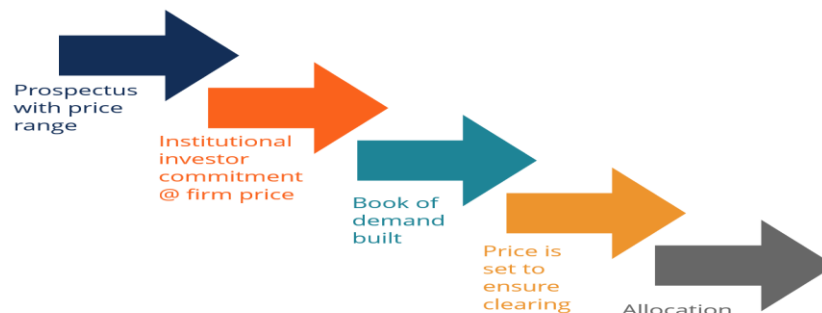 Prospectus
with price
range
Institutional
investor
commitment
@ firm price
Book of
demand
built
Price is
set to
ensure
clearing
Allocation